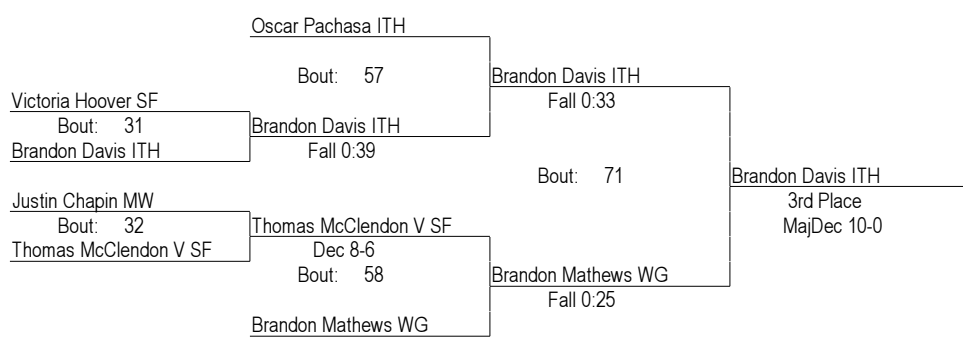 Oscar Pachasa ITH
Bout: 57
Brandon Davis ITH
Fall 0:33
Victoria Hoover SF
Bout: 31
Brandon Davis ITH
Brandon Davis ITH
Fall 0:39
Bout: 71
Brandon Davis ITH
3rd Place
MajDec 10-0
Justin Chapin MW
Bout: 32
Thomas McClendon V SF
Thomas McClendon V SF
Dec 8-6
Bout: 58
Brandon Mathews WG
Fall 0:25
Brandon Mathews WG